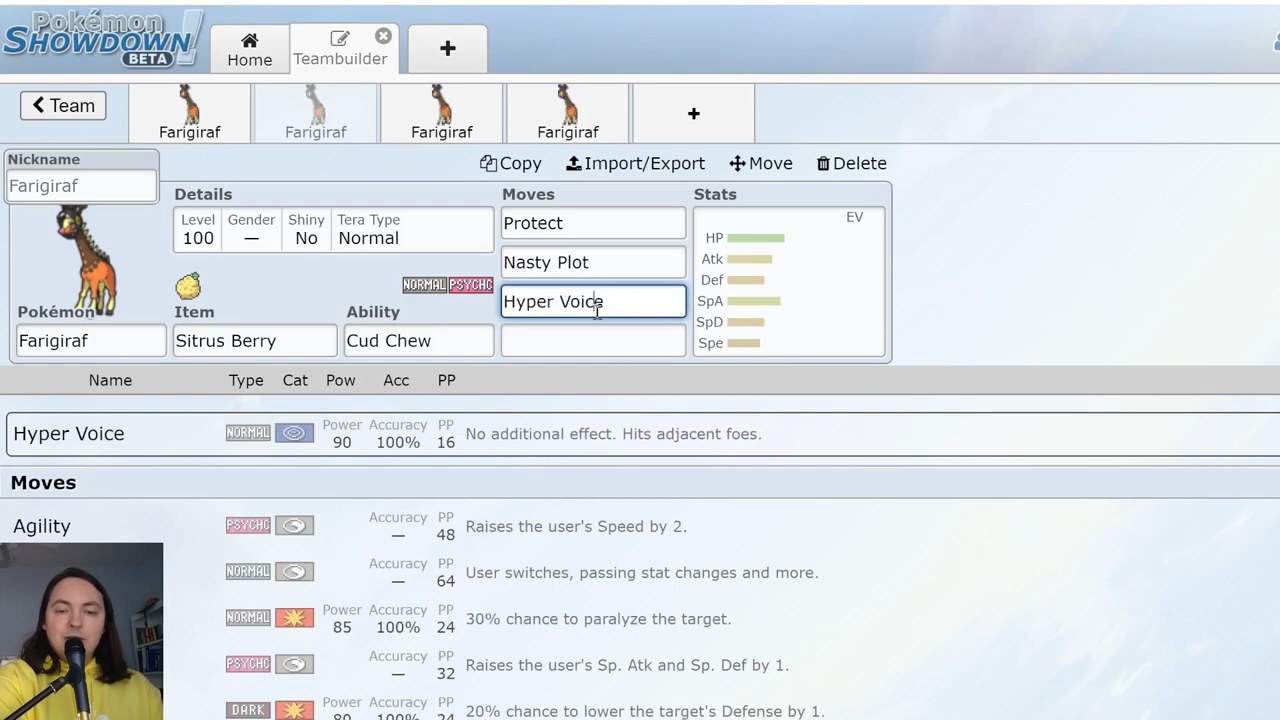 Pokémon
SHOWDOWN!
BETA
Home
Teambuilder
+
Team
Farigiraf
Farigiraf
Farigiraf
Farigiraf
+
Nickname
Farigiraf
Copy
Import/Export
Move
Delete
Details
Level
100
Gender
—
Shiny
No
Tera Type
Normal
NORMAL PSYCHC
Pokémon
Farigiraf
Item
Sitrus Berry
Ability
Cud Chew
Moves
Protect
Nasty Plot
Hyper Voice
Stats
EV
HP
Atk
Def
SpA
SpD
Spe
Name Type Cat Pow Acc PP
Hyper Voice NORMAL Power 90 Accuracy 100% PP 16 No additional effect. Hits adjacent foes.
Moves
Agility PSYCHC Accuracy — PP 48 Raises the user's Speed by 2.
NORMAL Accuracy — PP 64 User switches, passing stat changes and more.
NORMAL Power 85 Accuracy 100% PP 24 30% chance to paralyze the target.
PSYCHC Accuracy — PP 32 Raises the user's Sp. Atk and Sp. Def by 1.
DARK Power 80 Accuracy 100% PP 24 20% chance to lower the target's Defense by 1.